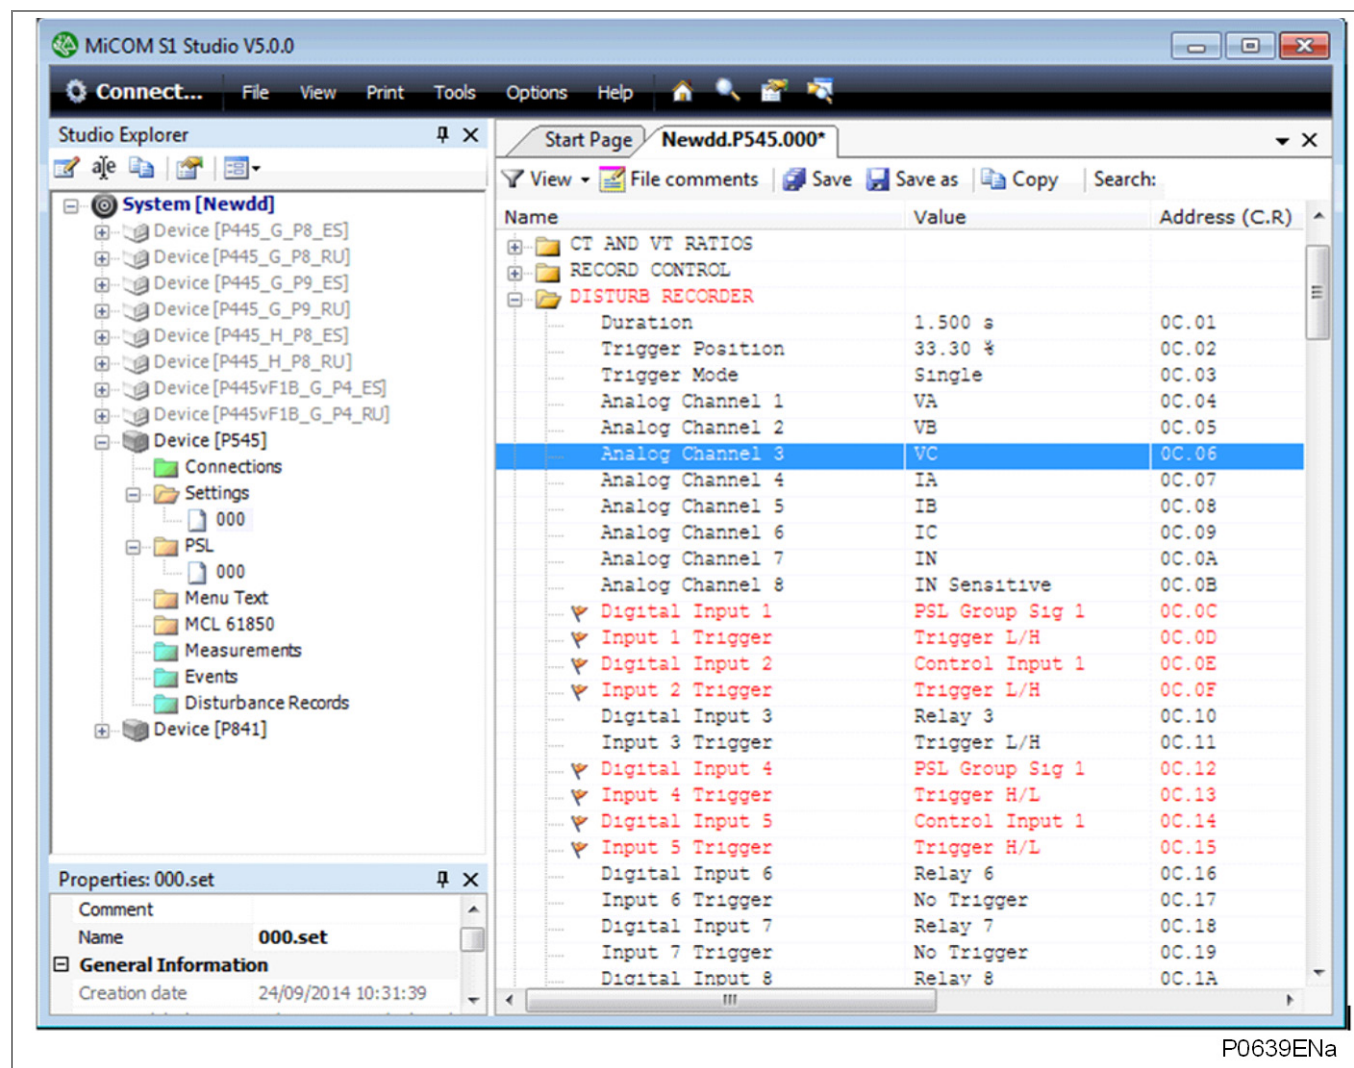 MiCOM S1 Studio V5.0.0
Connect... File View Print Tools Options Help
Studio Explorer
System [Newdd]
Device [P445_G_P8_ES]
Device [P445_G_P8_RU]
Device [P445_G_P9_ES]
Device [P445_G_P9_RU]
Device [P445_H_P8_ES]
Device [P445_H_P8_RU]
Device [P445vF1B_G_P4_ES]
Device [P445vF1B_G_P4_RU]
Device [P545]
Connections
Settings
000
PSL
000
Menu Text
MCL 61850
Measurements
Events
Disturbance Records
Device [P841]
Properties: 000.set
Comment
Name 000.set
General Information
Creation date 24/09/2014 10:31:39
Start Page Newdd.P545.000*
View File comments Save Save as Copy Search:
Name Value Address (C.R)
CT AND VT RATIOS
RECORD CONTROL
DISTURB RECORDER
Duration 1.500 s 0C.01
Trigger Position 33.30 % 0C.02
Trigger Mode Single 0C.03
Analog Channel 1 VA 0C.04
Analog Channel 2 VB 0C.05
Analog Channel 3 VC 0C.06
Analog Channel 4 IA 0C.07
Analog Channel 5 IB 0C.08
Analog Channel 6 IC 0C.09
Analog Channel 7 IN 0C.0A
Analog Channel 8 IN Sensitive 0C.0B
Digital Input 1 PSL Group Sig 1 0C.0C
Input 1 Trigger Trigger L/H 0C.0D
Digital Input 2 Control Input 1 0C.0E
Input 2 Trigger Trigger L/H 0C.0F
Digital Input 3 Relay 3 0C.10
Input 3 Trigger Trigger L/H 0C.11
Digital Input 4 PSL Group Sig 1 0C.12
Input 4 Trigger Trigger H/L 0C.13
Digital Input 5 Control Input 1 0C.14
Input 5 Trigger Trigger H/L 0C.15
Digital Input 6 Relay 6 0C.16
Input 6 Trigger No Trigger 0C.17
Digital Input 7 Relay 7 0C.18
Input 7 Trigger No Trigger 0C.19
Digital Input 8 Relay 8 0C.1A
P0639ENa